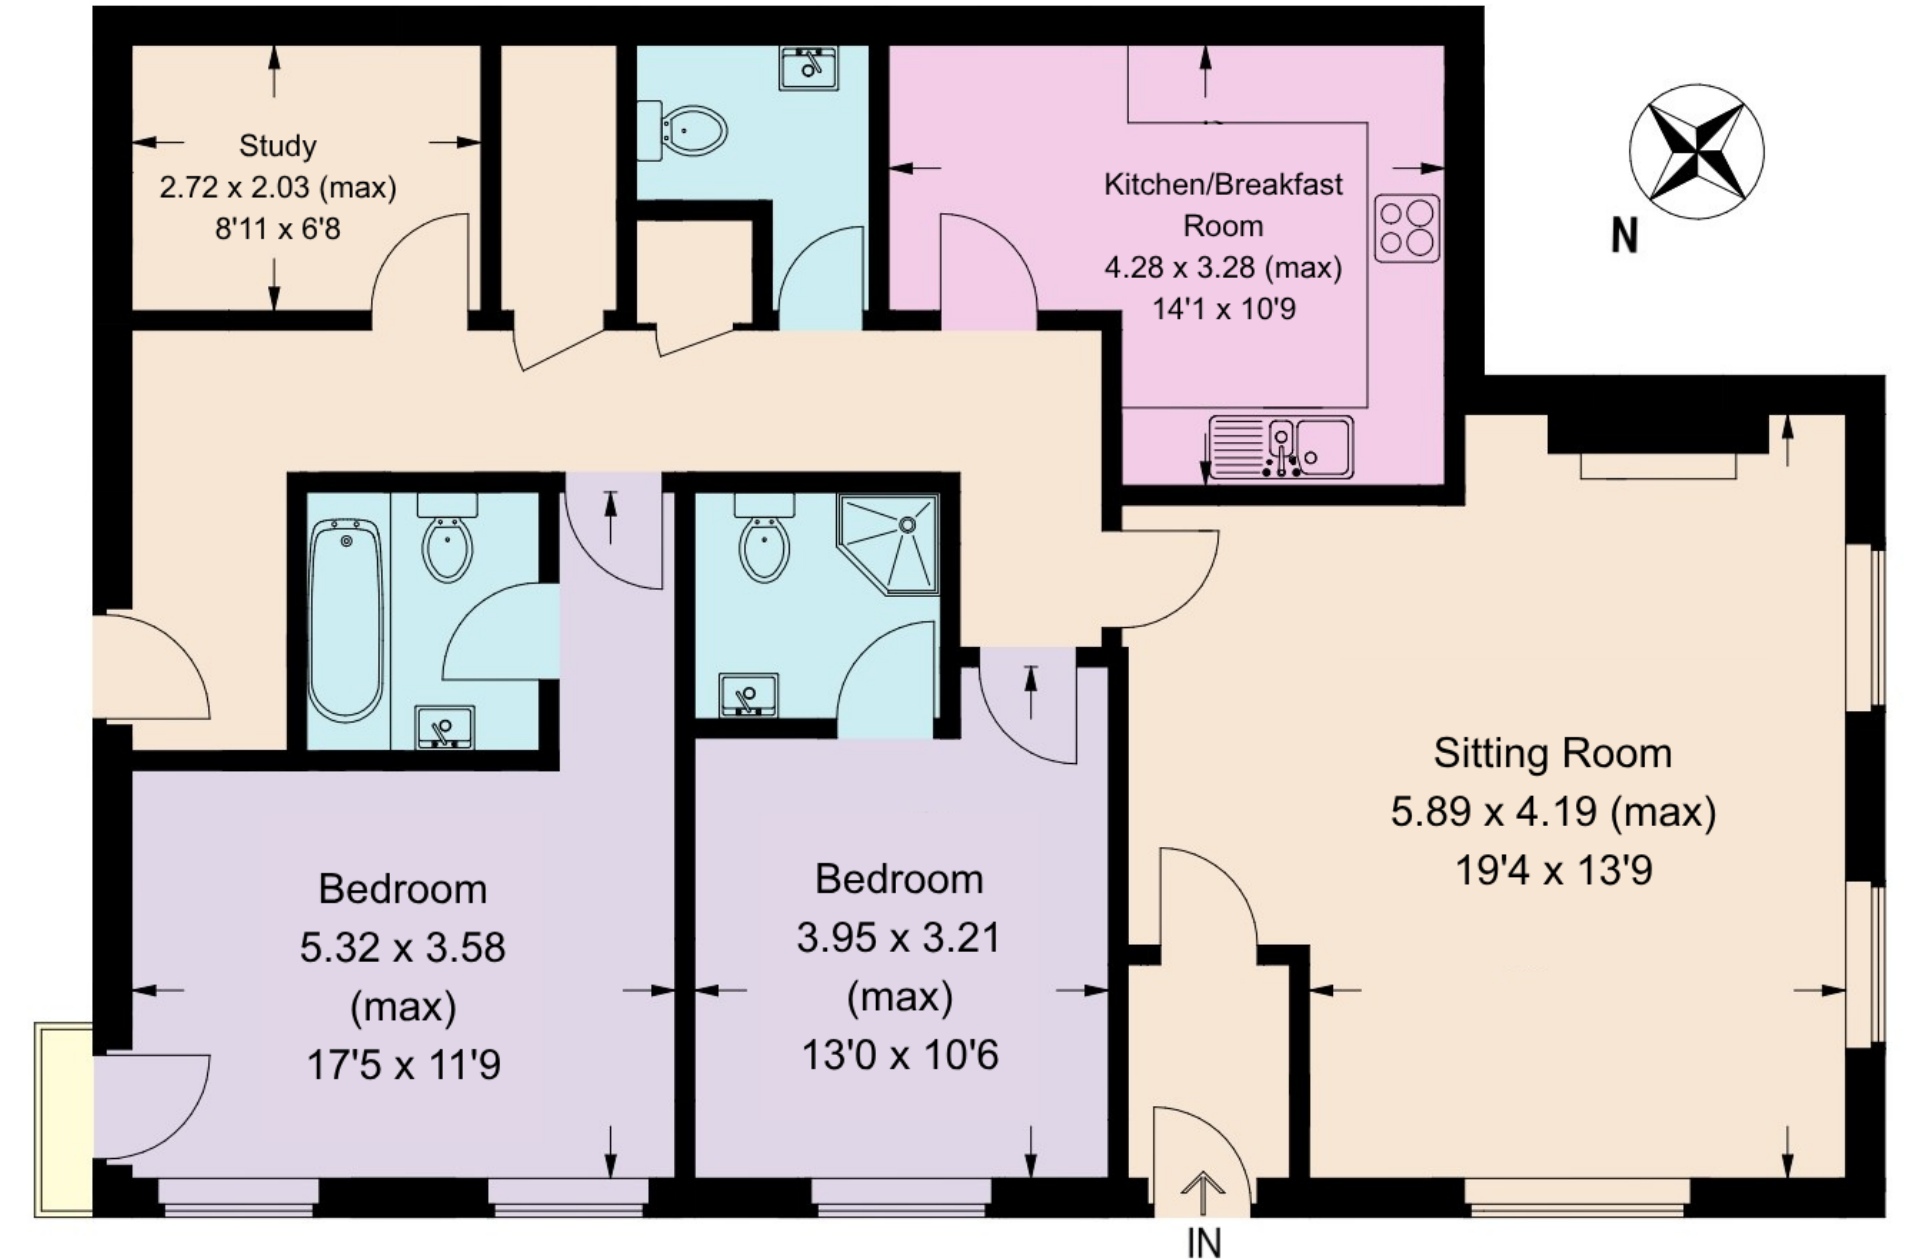 Study
2.72 x 2.03 (max)
8'11 x 6'8
Kitchen/Breakfast
Room
4.28 x 3.28 (max)
14'1 x 10'9
N
Sitting Room
5.89 x 4.19 (max)
19'4 x 13'9
Bedroom
5.32 x 3.58
(max)
17'5 x 11'9
Bedroom
3.95 x 3.21
(max)
13'0 x 10'6
IN